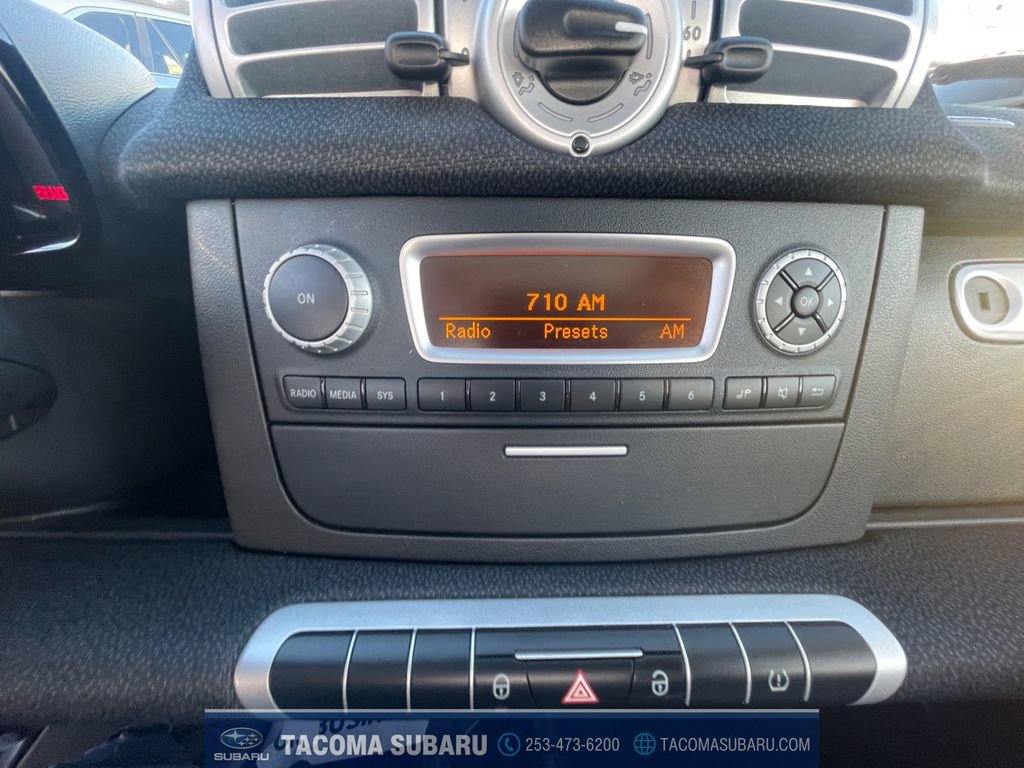 60
BRAKE
710 AM
Radio Presets AM
ON
OK
RADIO MEDIA SYS 1 2 3 4 5 6
SUBARU TACOMA SUBARU 253-473-6200 TACOMASUBARU.COM